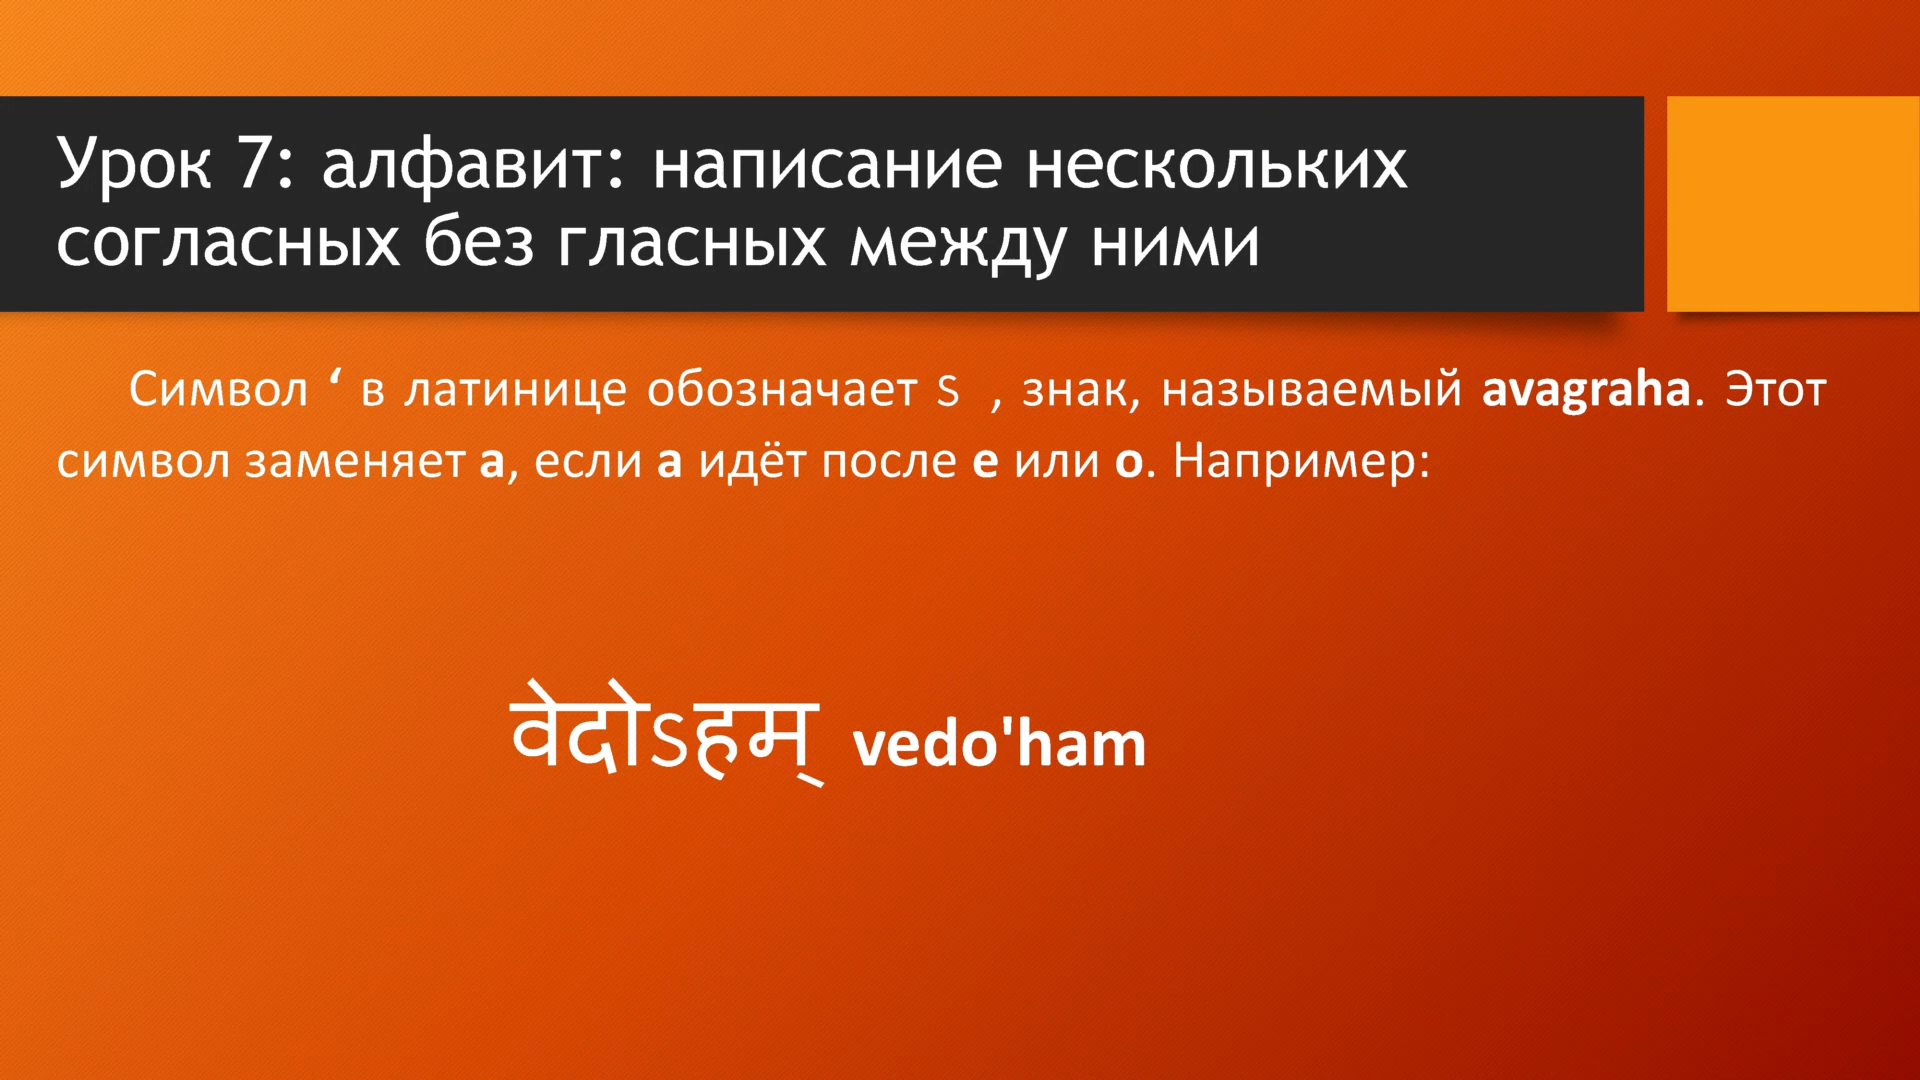 Урок 7: алфавит: написание нескольких
согласных без гласных между ними
Символ ‘ в латинице обозначает ऽ , знак, называемый avagraha. Этот
символ заменяет a, если a идёт после e или o. Например:
वेदोऽहम् vedo'ham